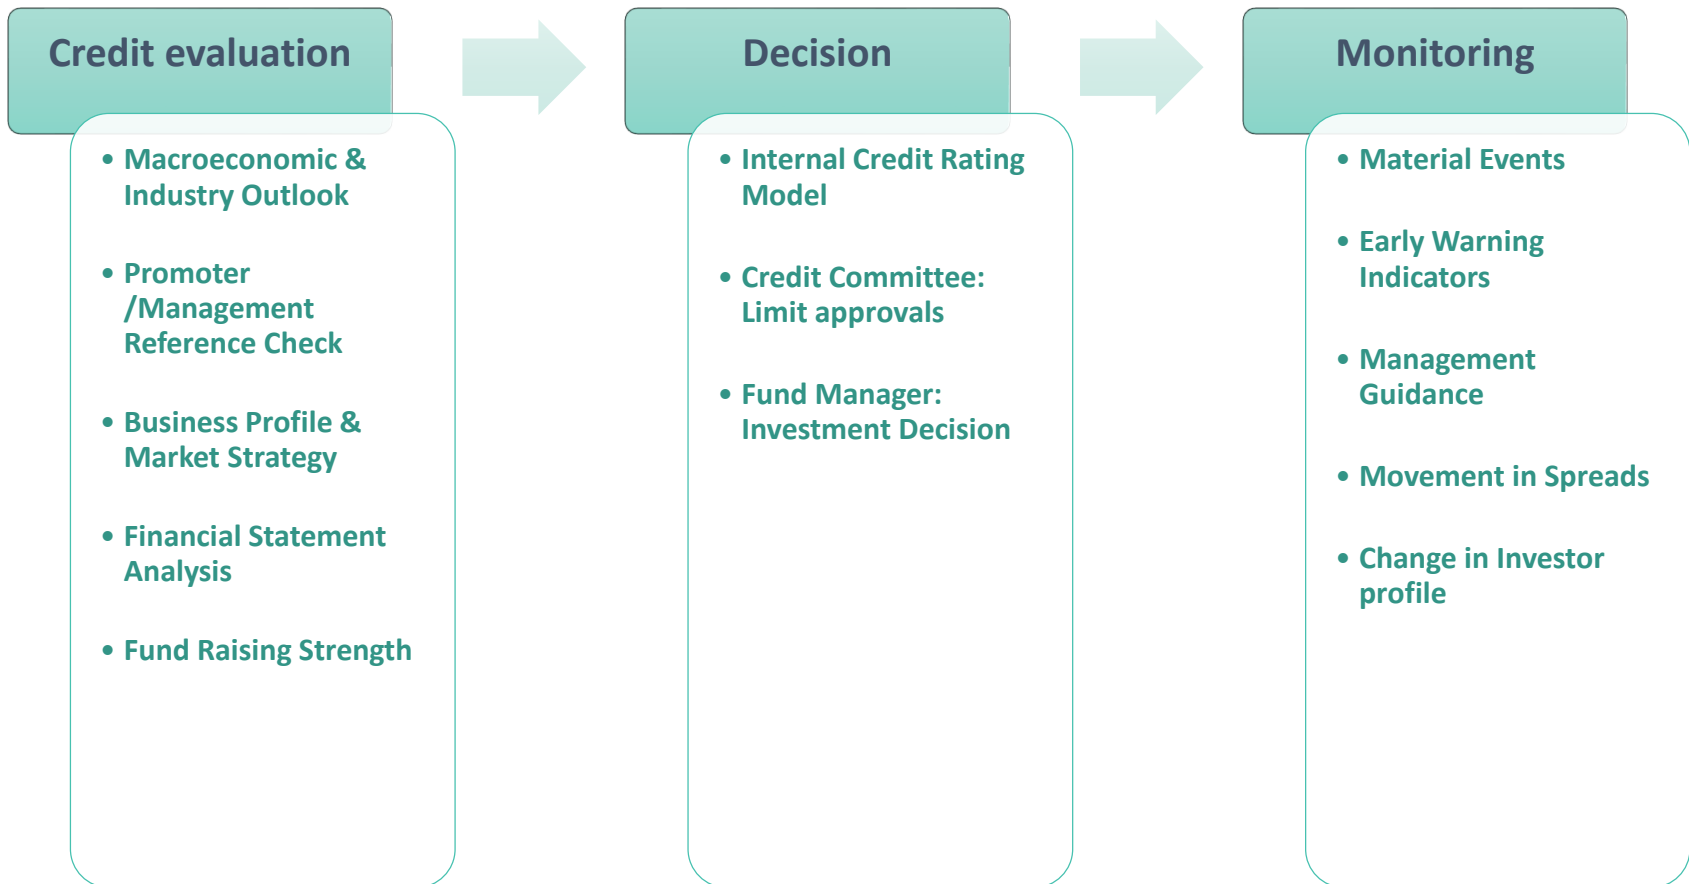 Credit evaluation
• Macroeconomic &
Industry Outlook
• Promoter
/Management
Reference Check
• Business Profile &
Market Strategy
• Financial Statement
Analysis
• Fund Raising Strength
Decision
• Internal Credit Rating
Model
• Credit Committee:
Limit approvals
• Fund Manager:
Investment Decision
Monitoring
• Material Events
• Early Warning
Indicators
• Management
Guidance
• Movement in Spreads
• Change in Investor
profile